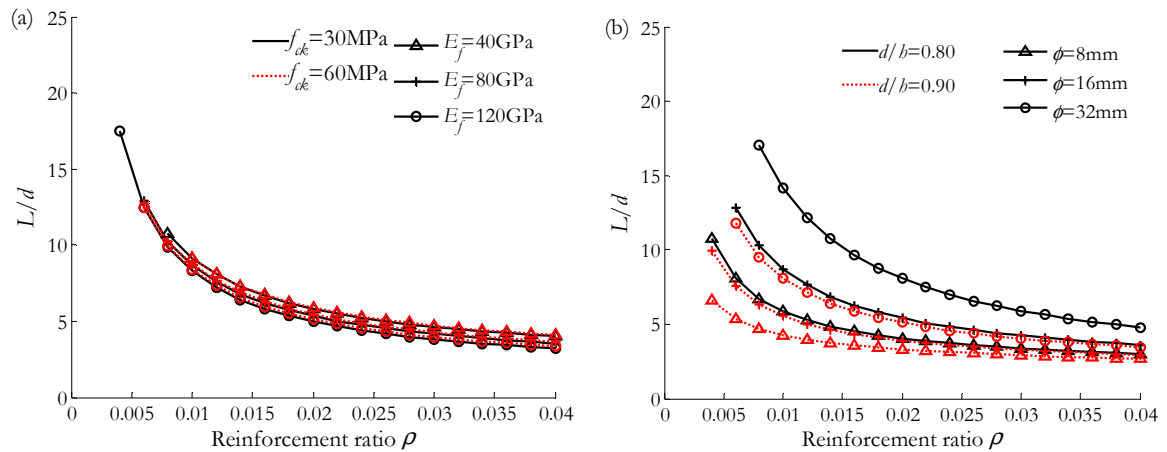 (a)
25
20
15
10
5
0
L/d
f_ck=30MPa
f_ck=60MPa
E_f=40GPa
E_f=80GPa
E_f=120GPa
0 0.005 0.01 0.015 0.02 0.025 0.03 0.035 0.04
Reinforcement ratio ρ
(b)
25
20
15
10
5
0
L/d
d/h=0.80
d/h=0.90
ϕ=8mm
ϕ=16mm
ϕ=32mm
0 0.005 0.01 0.015 0.02 0.025 0.03 0.035 0.04
Reinforcement ratio ρ